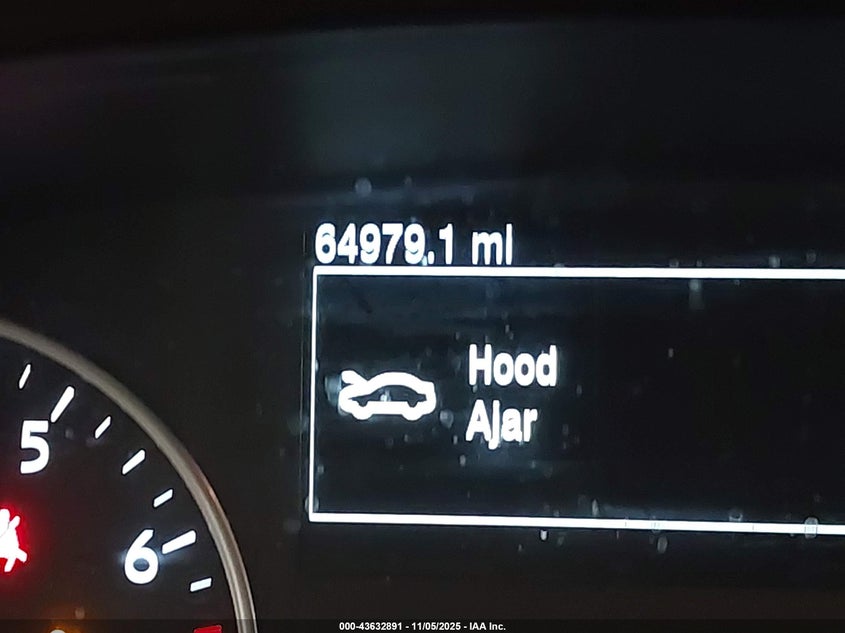 64979.1 mi
Hood
Ajar
5
6
000-43632891 - 11/05/2025 - IAA Inc.